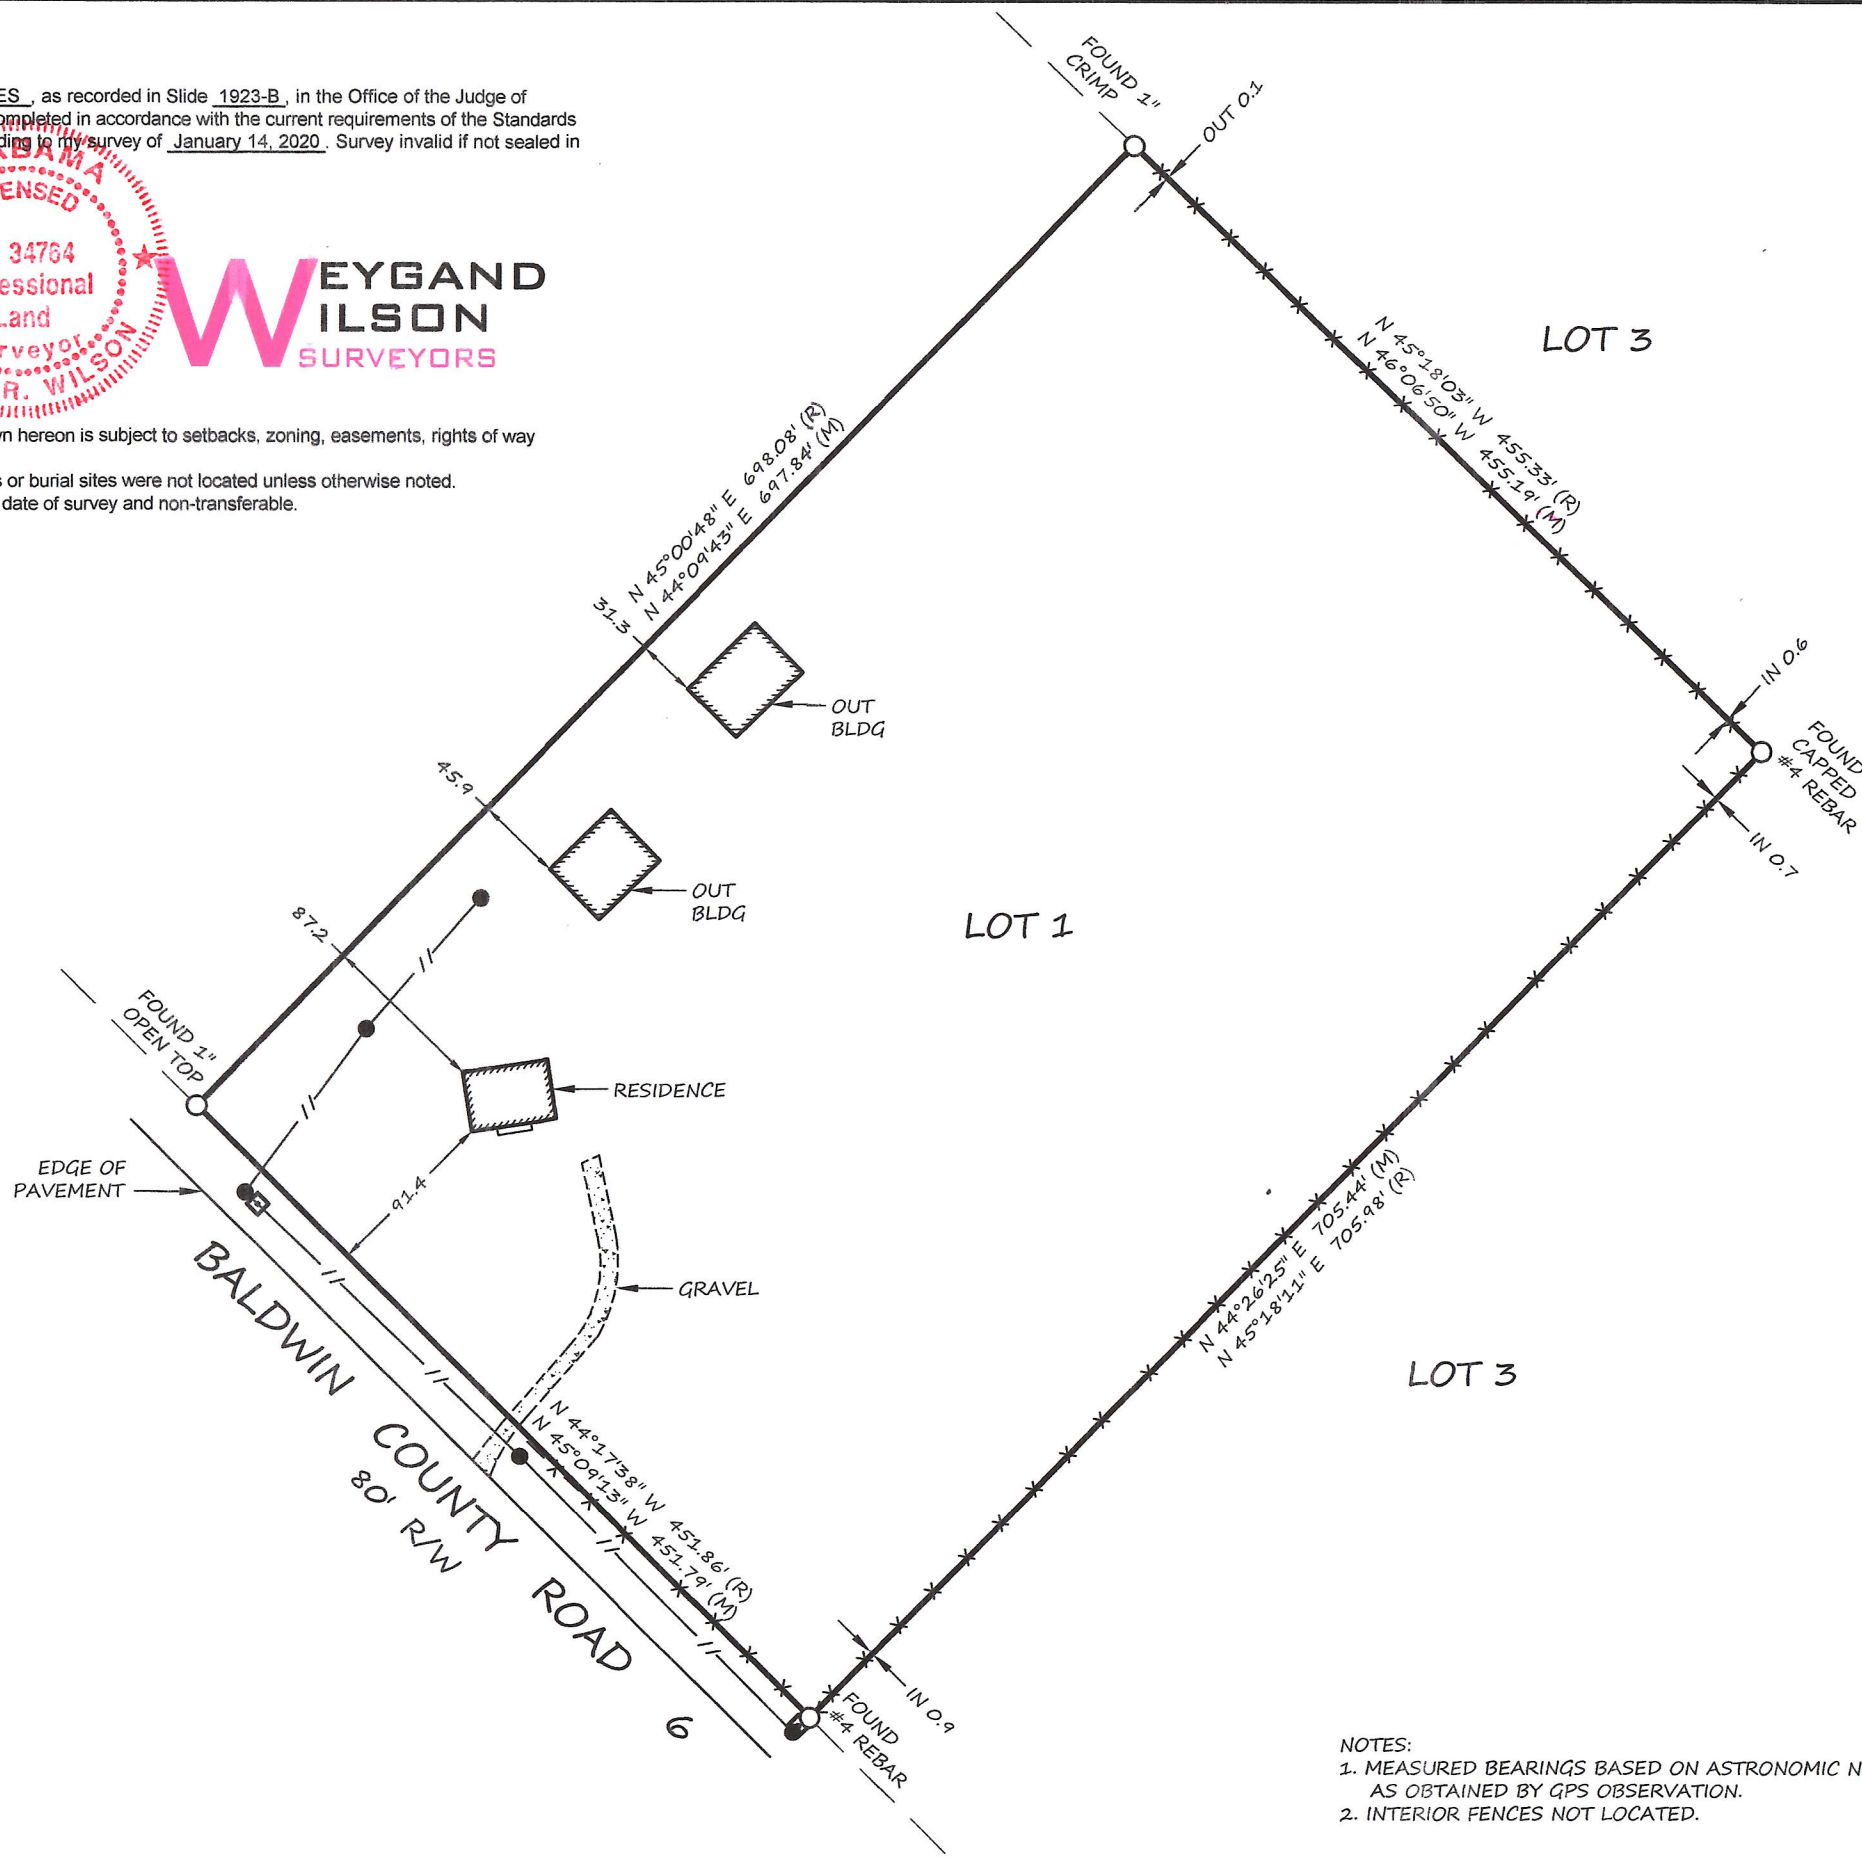 ES , as recorded in Slide 1923-B , in the Office of the Judge of
ompleted in accordance with the current requirements of the Standards
ding to my survey of January 14, 2020 . Survey invalid if not sealed in
ABAMA
ENSED
34764
essional
Land
rveyor
R. WILSON
WEYGAND
WILSON
SURVEYORS
n hereon is subject to setbacks, zoning, easements, rights of way
s or burial sites were not located unless otherwise noted.
date of survey and non-transferable.
FOUND 1"
CRIMP
OUT 0.1
LOT 3
N 45°18'03" W 455.33' (R)
N 46°06'50" W 455.19' (M)
N 45°00'48" E 698.08' (R)
N 44°09'43" E 697.84' (M)
31.3
OUT
BLDG
IN 0.6
FOUND
CAPPED
#4 REBAR
IN 0.7
45.9
OUT
BLDG
LOT 1
87.2
FOUND 1"
OPEN TOP
RESIDENCE
EDGE OF
PAVEMENT
91.4
GRAVEL
N 44°26'25" E 705.44' (M)
N 45°18'11" E 705.98' (R)
LOT 3
BALDWIN COUNTY ROAD 6
80' R/W
N 44°17'38" W 451.86' (R)
N 45°09'13" W 451.79' (M)
IN 0.9
FOUND
#4 REBAR
NOTES:
1. MEASURED BEARINGS BASED ON ASTRONOMIC N
AS OBTAINED BY GPS OBSERVATION.
2. INTERIOR FENCES NOT LOCATED.